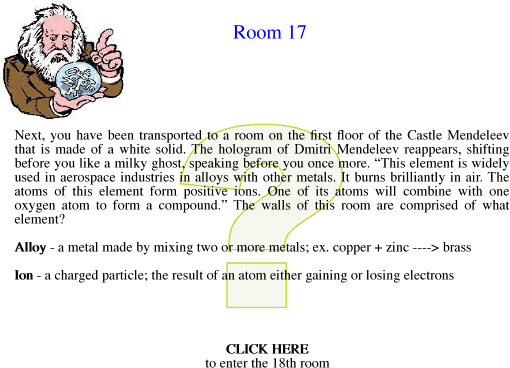 Room 17
Next, you have been transported to a room on the first floor of the Castle Mendeleev
that is made of a white solid. The hologram of Dmitri Mendeleev reappears, shifting
before you like a milky ghost, speaking before you once more. “This element is widely
used in aerospace industries in alloys with other metals. It burns brilliantly in air. The
atoms of this element form positive ions. One of its atoms will combine with one
oxygen atom to form a compound.” The walls of this room are comprised of what
element?
Alloy - a metal made by mixing two or more metals; ex. copper + zinc ----> brass
Ion - a charged particle; the result of an atom either gaining or losing electrons
CLICK HERE
to enter the 18th room